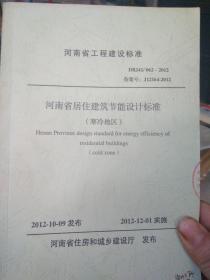 河南省工程建设标准
DBJ41/062-2012
备案号：J12164-2012
河南省居住建筑节能设计标准
（寒冷地区）
Henan Province design standard for energy efficiency of
residential buildings
(cold zone)
2012-10-09 发布 2012-12-01 实施
河南省住房和城乡建设厅 发布